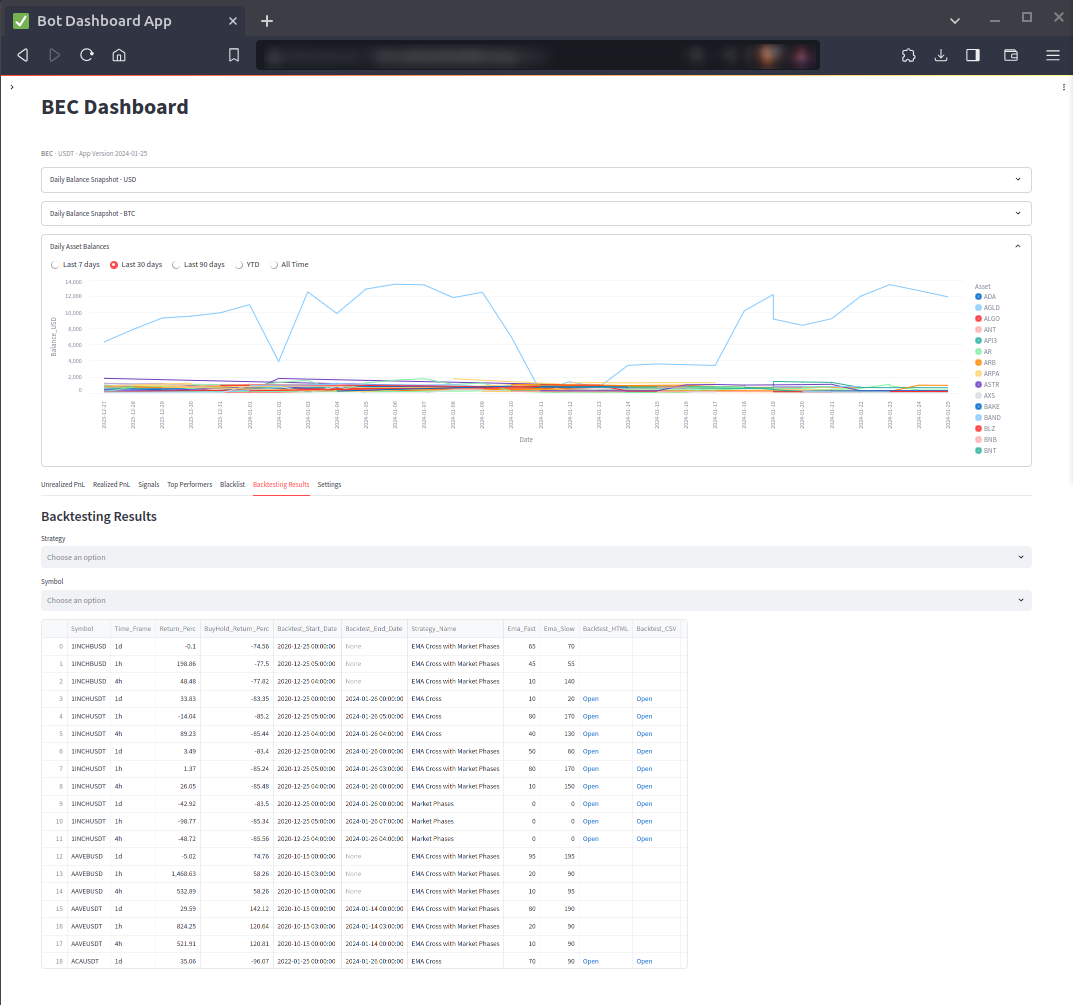 Bot Dashboard App
BEC Dashboard
BEC - USDT - App Version 2024-01-25
Daily Balance Snapshot - USD
Daily Balance Snapshot - BTC
Daily Asset Balances
Last 7 days Last 30 days Last 90 days YTD All Time
14,000
12,000
10,000
8,000
6,000
4,000
2,000
0
Balance_USD
2023-12-27 2023-12-28 2023-12-29 2023-12-30 2023-12-31 2024-01-01 2024-01-02 2024-01-03 2024-01-04 2024-01-05 2024-01-06 2024-01-07 2024-01-08 2024-01-09 2024-01-10 2024-01-11 2024-01-12 2024-01-13 2024-01-14 2024-01-15 2024-01-16 2024-01-17 2024-01-18 2024-01-19 2024-01-20 2024-01-21 2024-01-22 2024-01-23 2024-01-24 2024-01-25
Date
Asset
ADA
AGLD
ALGO
ANT
API3
AR
ARB
ARPA
ASTR
AXS
BAKE
BAND
BLZ
BNB
BNT
Unrealized PnL Realized PnL Signals Top Performers Blacklist Backtesting Results Settings
Backtesting Results
Strategy
Choose an option
Symbol
Choose an option
Symbol Time_Frame Return_Perc BuyHold_Return_Perc Backtest_Start_Date Backtest_End_Date Strategy_Name Ema_Fast Ema_Slow Backtest_HTML Backtest_CSV
0 1INCHBUSD 1d -0.1 -74.56 2020-12-25 00:00:00 None EMA Cross with Market Phases 65 70
1 1INCHBUSD 1h 198.86 -77.5 2020-12-25 05:00:00 None EMA Cross with Market Phases 45 55
2 1INCHBUSD 4h 48.48 -77.82 2020-12-25 04:00:00 None EMA Cross with Market Phases 10 140
3 1INCHUSDT 1d 33.83 -83.35 2020-12-25 00:00:00 2024-01-26 00:00:00 EMA Cross 10 20 Open Open
4 1INCHUSDT 1h -14.04 -85.2 2020-12-25 05:00:00 2024-01-26 05:00:00 EMA Cross 80 170 Open Open
5 1INCHUSDT 4h 89.23 -85.44 2020-12-25 04:00:00 2024-01-26 04:00:00 EMA Cross 40 130 Open Open
6 1INCHUSDT 1d 3.49 -83.4 2020-12-25 00:00:00 2024-01-26 00:00:00 EMA Cross with Market Phases 50 60 Open Open
7 1INCHUSDT 1h 1.37 -85.24 2020-12-25 05:00:00 2024-01-26 03:00:00 EMA Cross with Market Phases 80 170 Open Open
8 1INCHUSDT 4h 26.05 -85.48 2020-12-25 04:00:00 2024-01-26 00:00:00 EMA Cross with Market Phases 10 150 Open Open
9 1INCHUSDT 1d -42.92 -83.5 2020-12-25 00:00:00 2024-01-26 00:00:00 Market Phases 0 0 Open Open
10 1INCHUSDT 1h -98.77 -85.34 2020-12-25 05:00:00 2024-01-26 07:00:00 Market Phases 0 0 Open Open
11 1INCHUSDT 4h -48.72 -85.56 2020-12-25 04:00:00 2024-01-26 04:00:00 Market Phases 0 0 Open Open
12 AAVEBUSD 1d -5.02 74.76 2020-10-15 00:00:00 None EMA Cross with Market Phases 95 195
13 AAVEBUSD 1h 1,468.63 58.26 2020-10-15 03:00:00 None EMA Cross with Market Phases 20 90
14 AAVEBUSD 4h 532.89 58.26 2020-10-15 00:00:00 None EMA Cross with Market Phases 10 95
15 AAVEUSDT 1d 29.59 142.12 2020-10-15 00:00:00 2024-01-14 00:00:00 EMA Cross with Market Phases 80 190
16 AAVEUSDT 1h 824.25 120.64 2020-10-15 03:00:00 2024-01-14 00:00:00 EMA Cross with Market Phases 20 90
17 AAVEUSDT 4h 521.91 120.81 2020-10-15 00:00:00 2024-01-14 00:00:00 EMA Cross with Market Phases 10 90
18 ACAUSDT 1d 35.06 -96.07 2022-01-25 00:00:00 2024-01-26 00:00:00 EMA Cross 70 90 Open Open